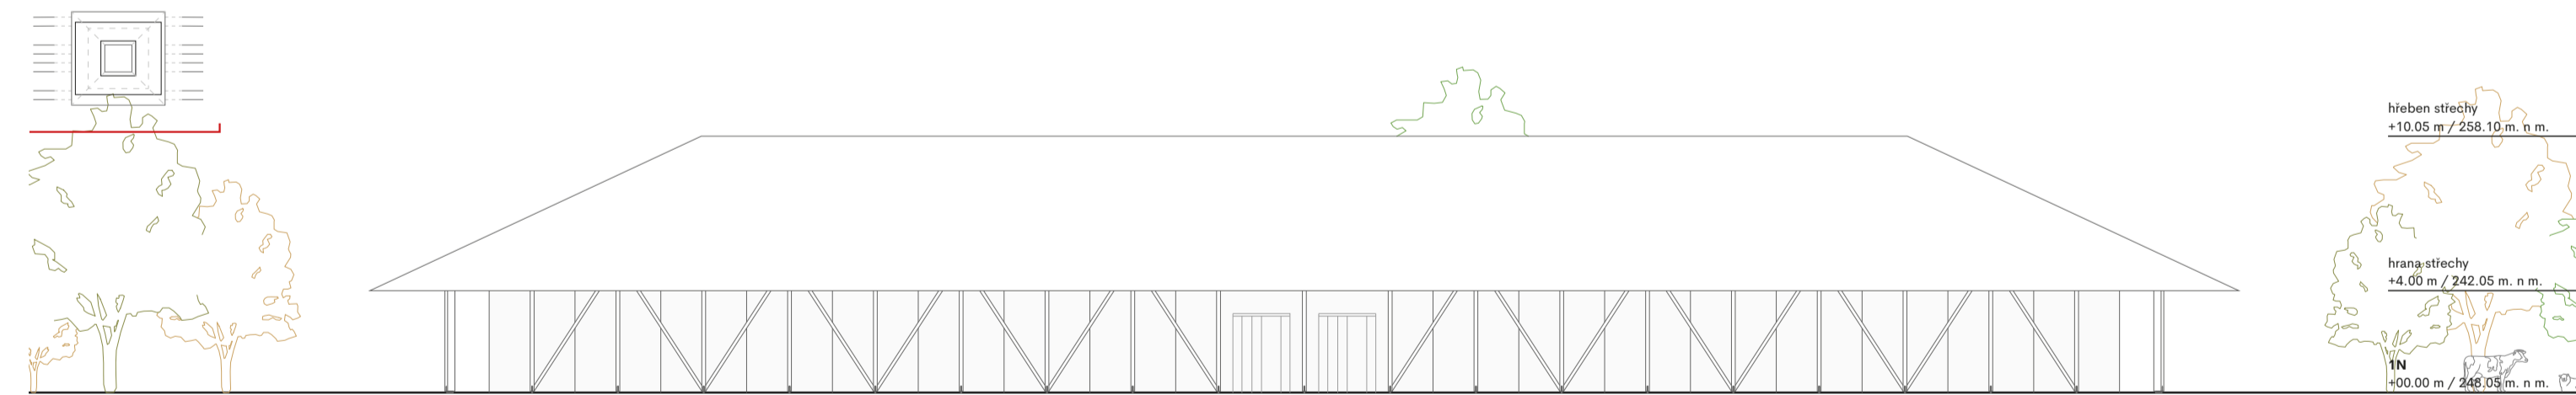 hřeben střechy
+10.05 m / 258.10 m. n m.
hrana střechy
+4.00 m / 242.05 m. n m.
1N
+00.00 m / 248.05 m. n m.